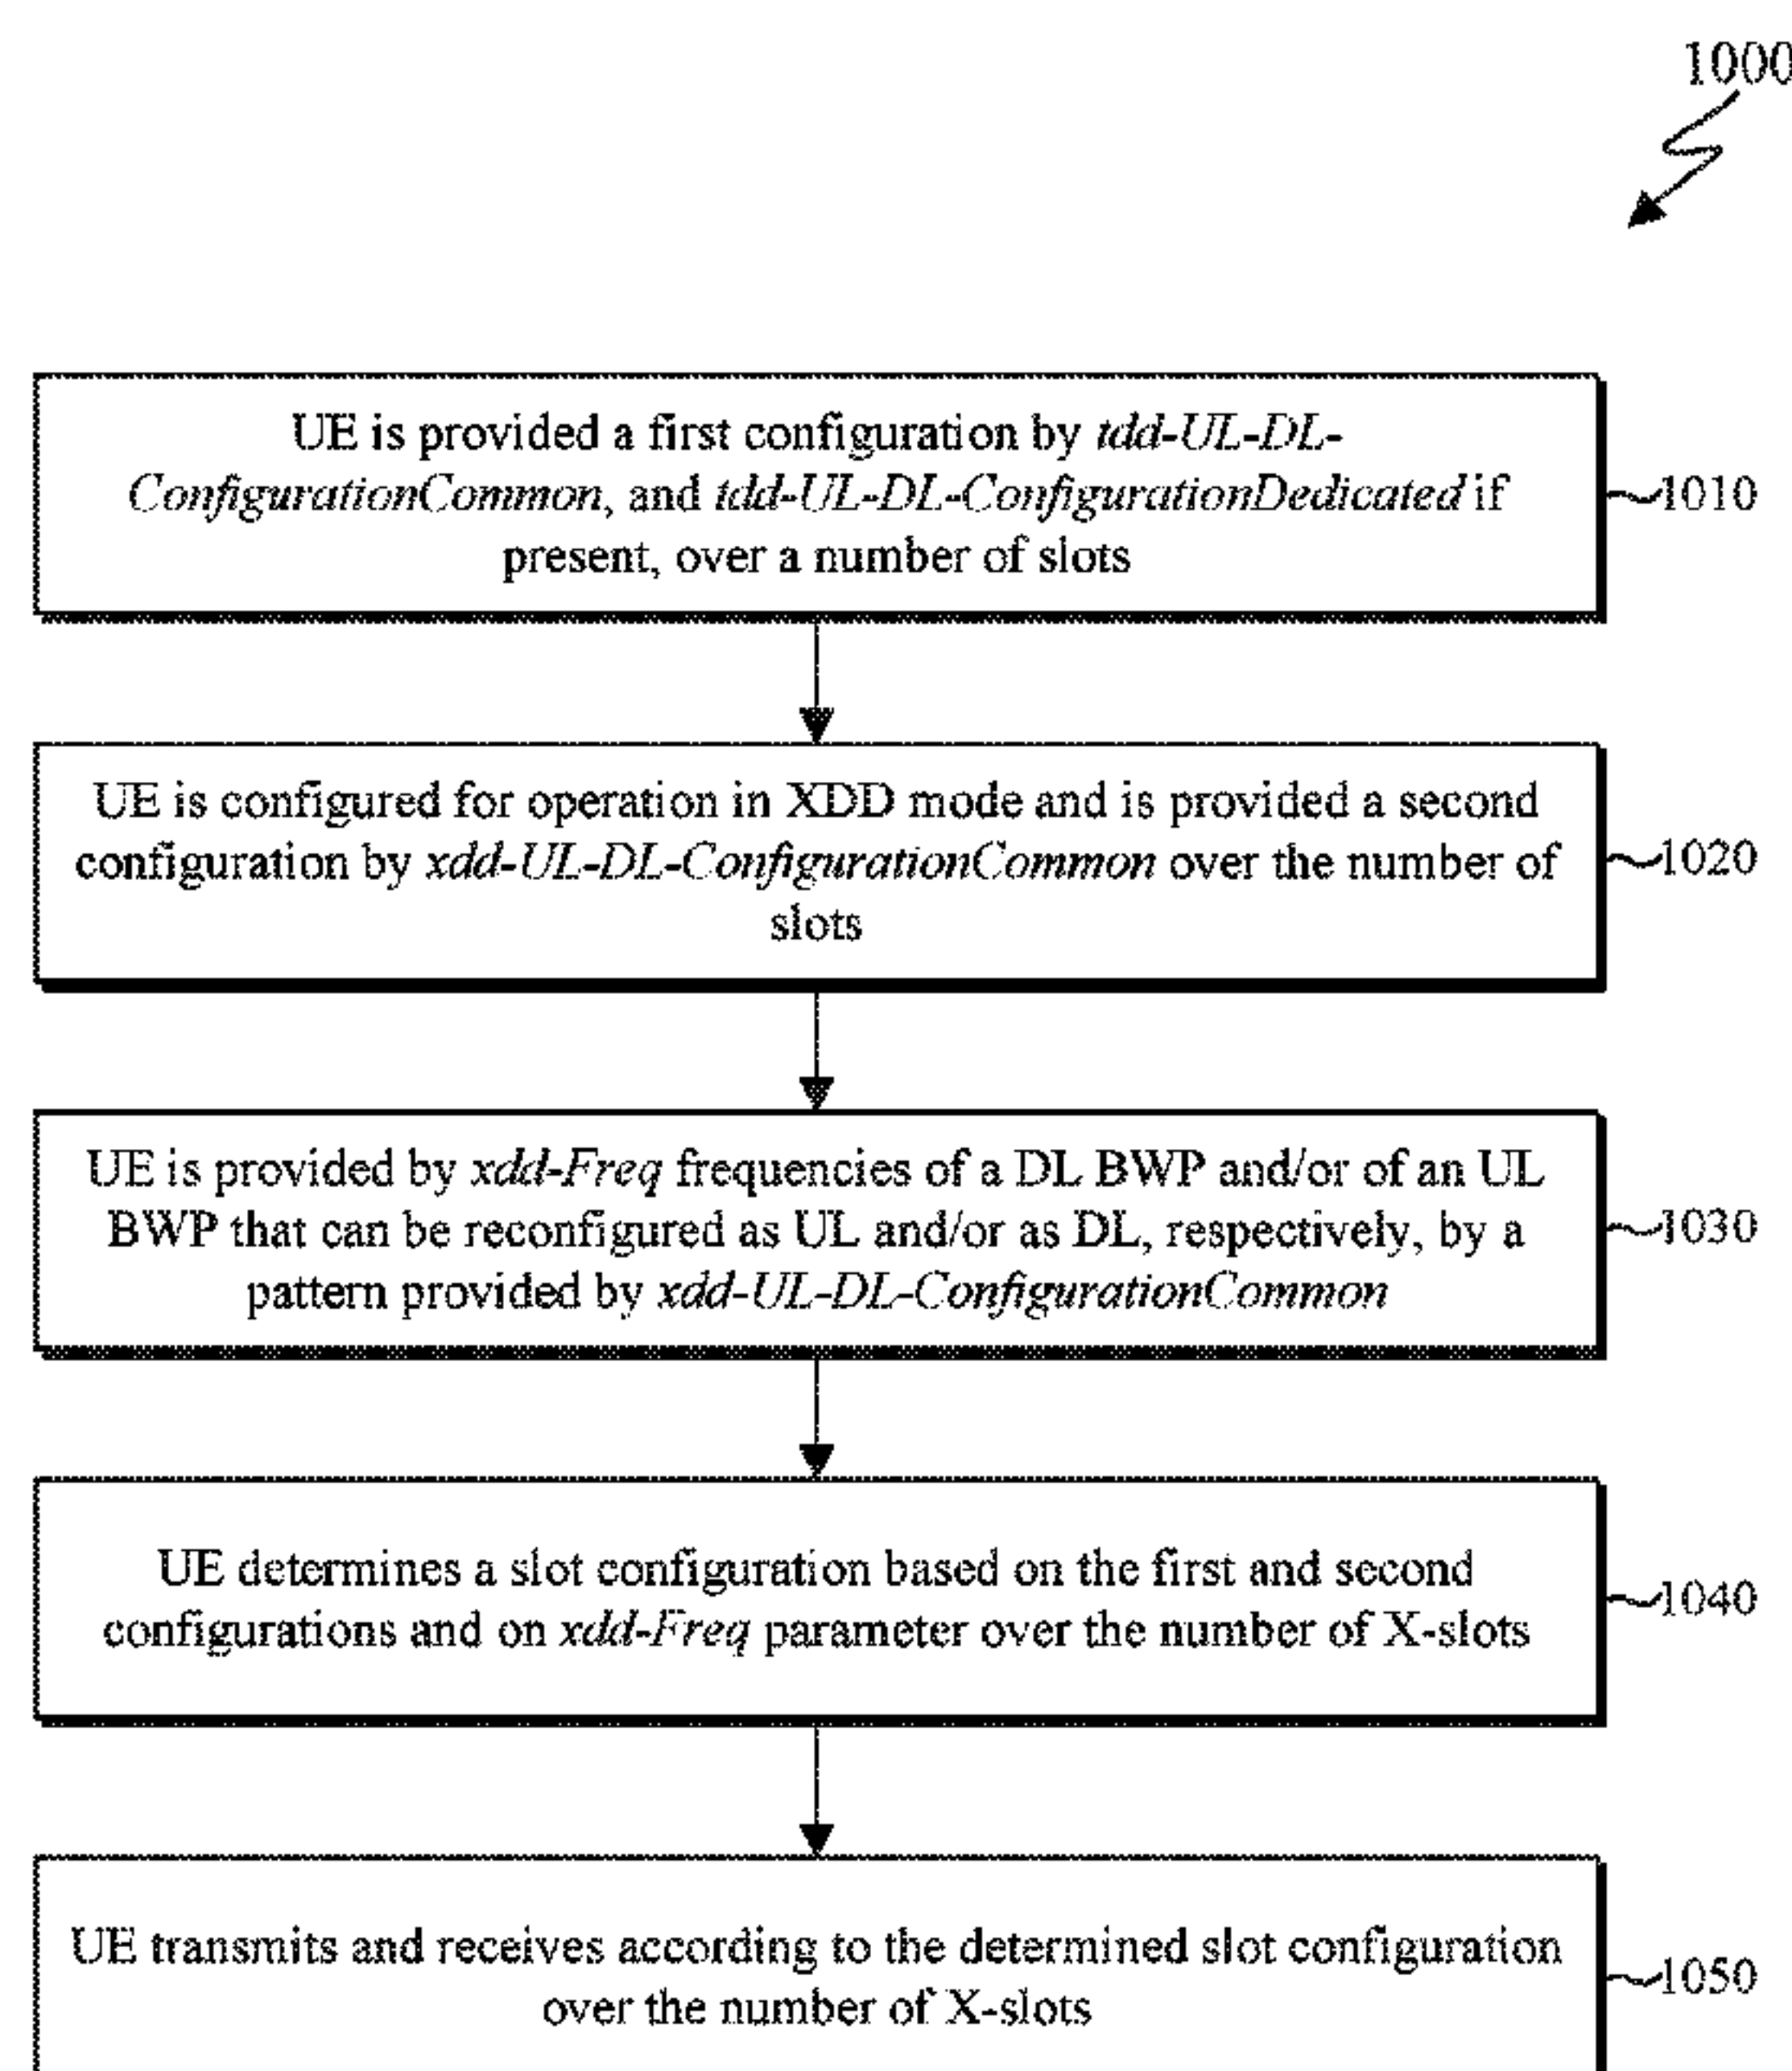 1000
UE is provided a first configuration by tdd-UL-DL-
ConfigurationCommon, and tdd-UL-DL-ConfigurationDedicated if
present, over a number of slots
1010
UE is configured for operation in XDD mode and is provided a second
configuration by xdd-UL-DL-ConfigurationCommon over the number of
slots
1020
UE is provided by xdd-Freq frequencies of a DL BWP and/or of an UL
BWP that can be reconfigured as UL and/or as DL, respectively, by a
pattern provided by xdd-UL-DL-ConfigurationCommon
1030
UE determines a slot configuration based on the first and second
configurations and on xdd-Freq parameter over the number of X-slots
1040
UE transmits and receives according to the determined slot configuration
over the number of X-slots
1050